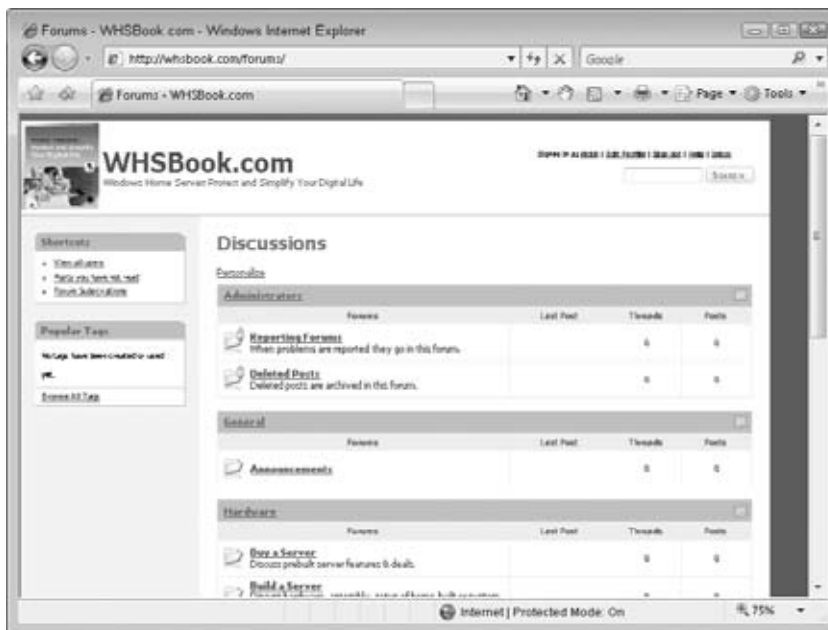 Forums - WHSBook.com - Windows Internet Explorer
http://whsbook.com/forums/
Google
Forums - WHSBook.com
Page
Tools
WHSBook.com
Windows Home Server Protect and Simplify Your Digital Life
Search
Shortcuts
View all users
Posts you have not read
Forum Subscriptions
Popular Tags
No tags have been created or used yet.
Browse All Tags
Discussions
Personalize
Administrators
Forums Last Post Threads Posts
Reporting Forums
When problems are reported they go in this forum.
0 0
Deleted Posts
Deleted posts are archived in this forum.
0 0
General
Forums Last Post Threads Posts
Announcements
0 0
Hardware
Forums Last Post Threads Posts
Buy a Server
Discuss prebuilt server features & deals.
0 0
Build a Server
Internet | Protected Mode: On
75%